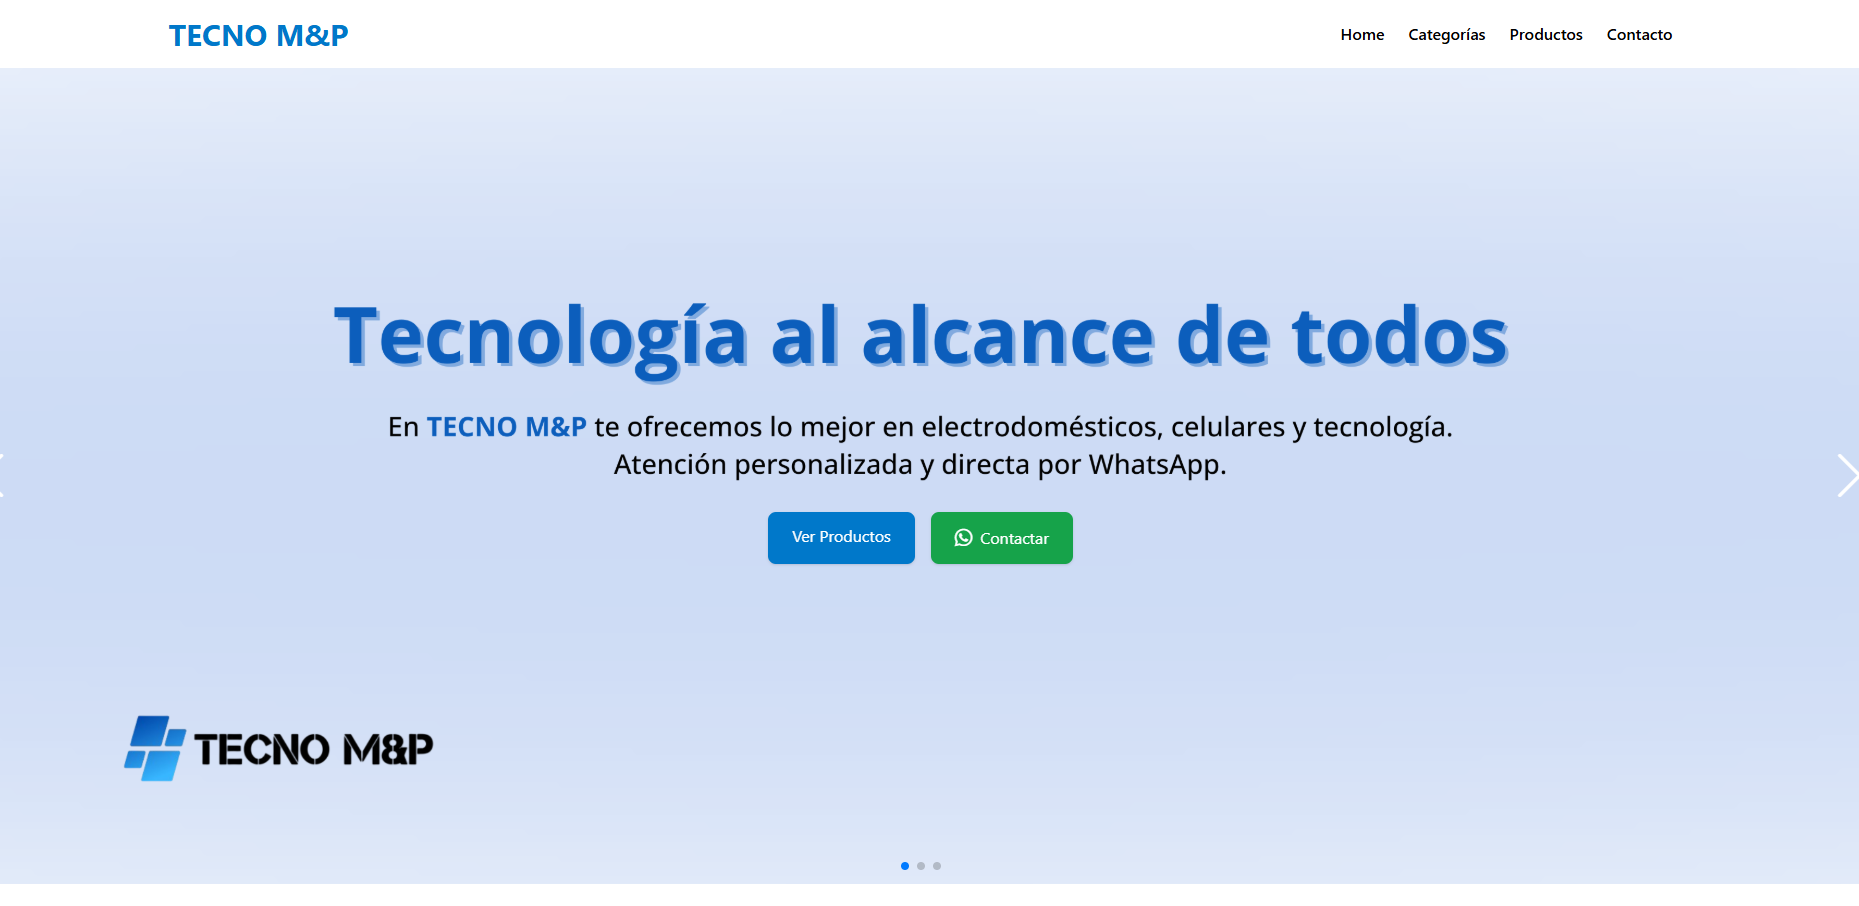 TECNO M&P
Home Categorías Productos Contacto
Tecnología al alcance de todos
En TECNO M&P te ofrecemos lo mejor en electrodomésticos, celulares y tecnología.
Atención personalizada y directa por WhatsApp.
Ver Productos
Contactar
TECNO M&P